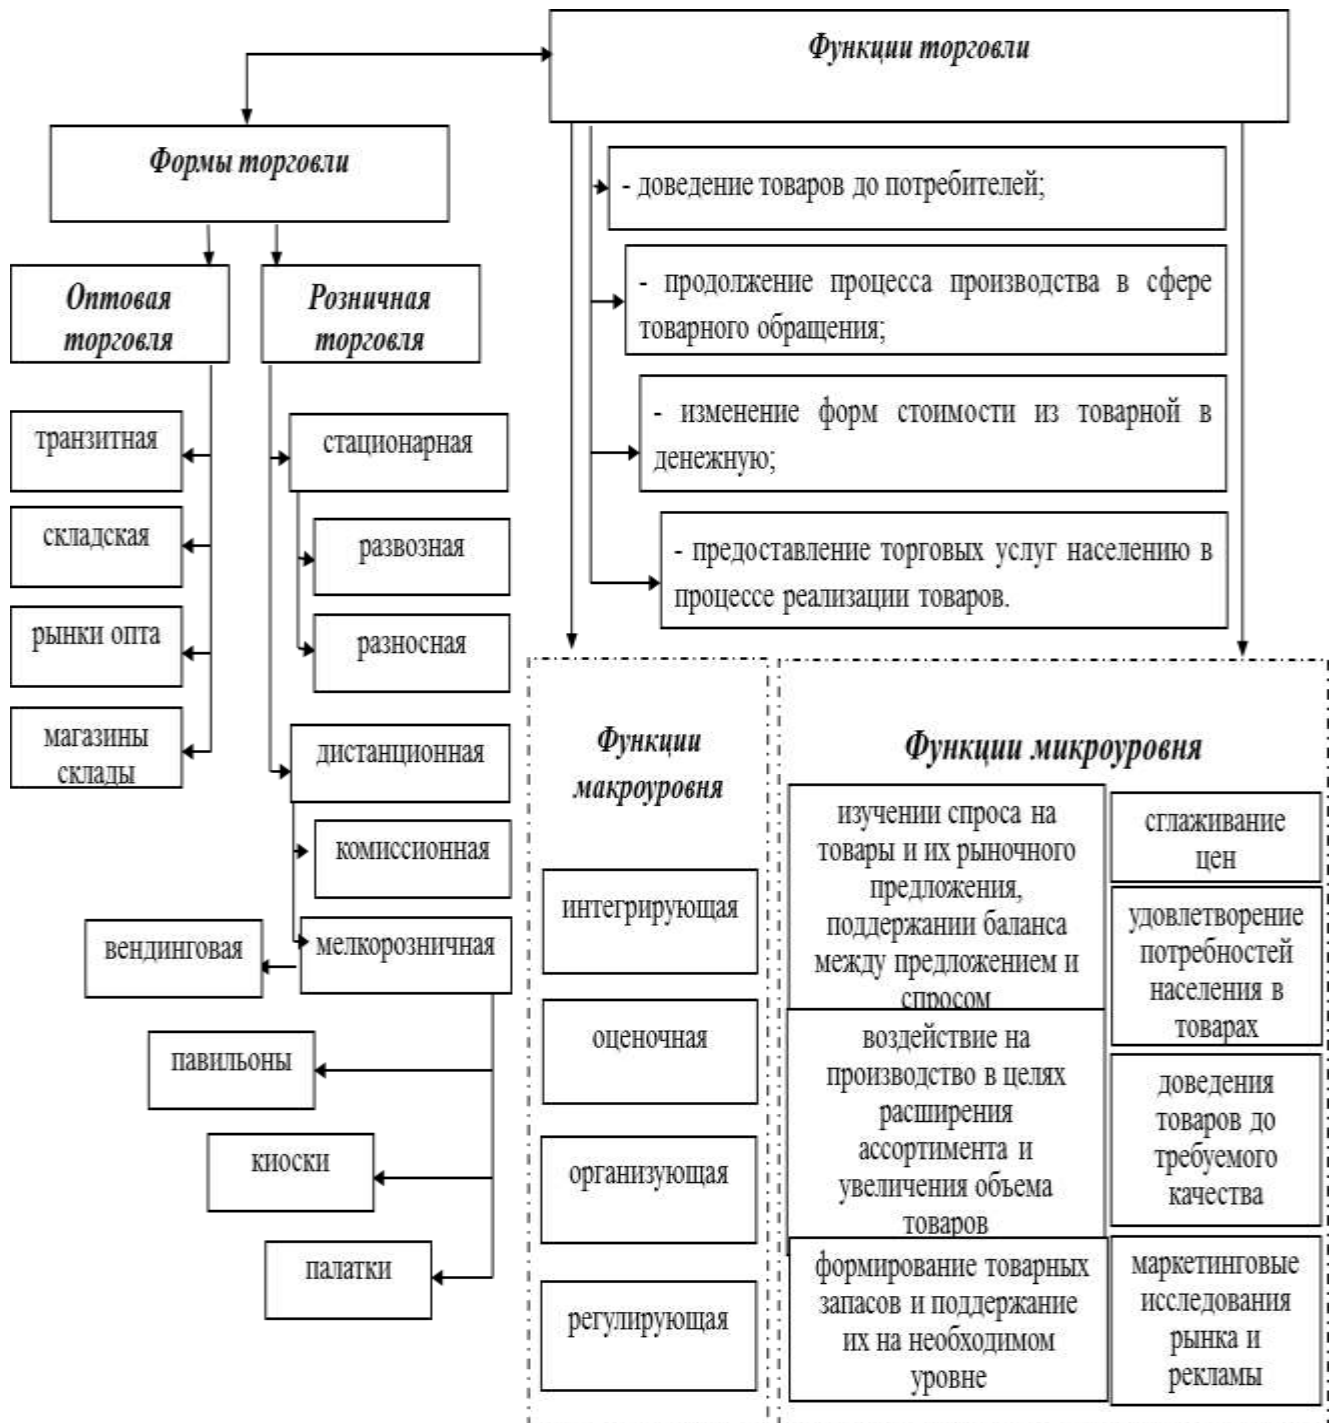 Функции торговли
Формы торговли
Оптовая
торговля
Розничная
торговля
транзитная
складская
рынки опта
магазины
склады
стационарная
развозная
разносная
дистанционная
комиссионная
мелкорозничная
вендинговая
павильоны
киоски
палатки
- доведение товаров до потребителей;
- продолжение процесса производства в сфере
товарного обращения;
- изменение форм стоимости из товарной в
денежную;
- предоставление торговых услуг населению в
процессе реализации товаров.
Функции
макроуровня
интегрирующая
оценочная
организующая
регулирующая
Функции микроуровня
изучении спроса на
товары и их рыночного
предложения,
поддержании баланса
между предложением и
спросом
воздействие на
производство в целях
расширения
ассортимента и
увеличения объема
товаров
формирование товарных
запасов и поддержание
их на необходимом
уровне
сглаживание
цен
удовлетворение
потребностей
населения в
товарах
доведения
товаров до
требуемого
качества
маркетинговые
исследования
рынка и
рекламы